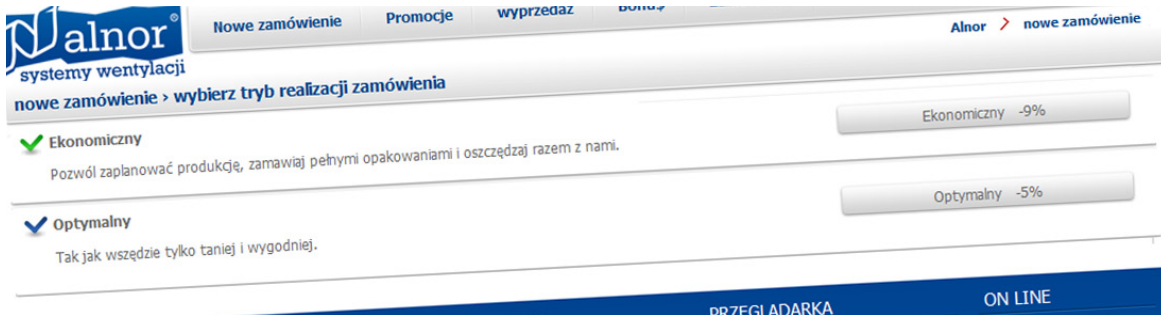 Nowe zamówienie Promocje wyprzedaż Bonu$
alnor®
systemy wentylacji
Alnor > nowe zamówienie
nowe zamówienie > wybierz tryb realizacji zamówienia
Ekonomiczny
Ekonomiczny -9%
Pozwól zaplanować produkcję, zamawiaj pełnymi opakowaniami i oszczędzaj razem z nami.
Optymalny
Optymalny -5%
Tak jak wszędzie tylko taniej i wygodniej.
PRZEGLĄDARKA ON LINE